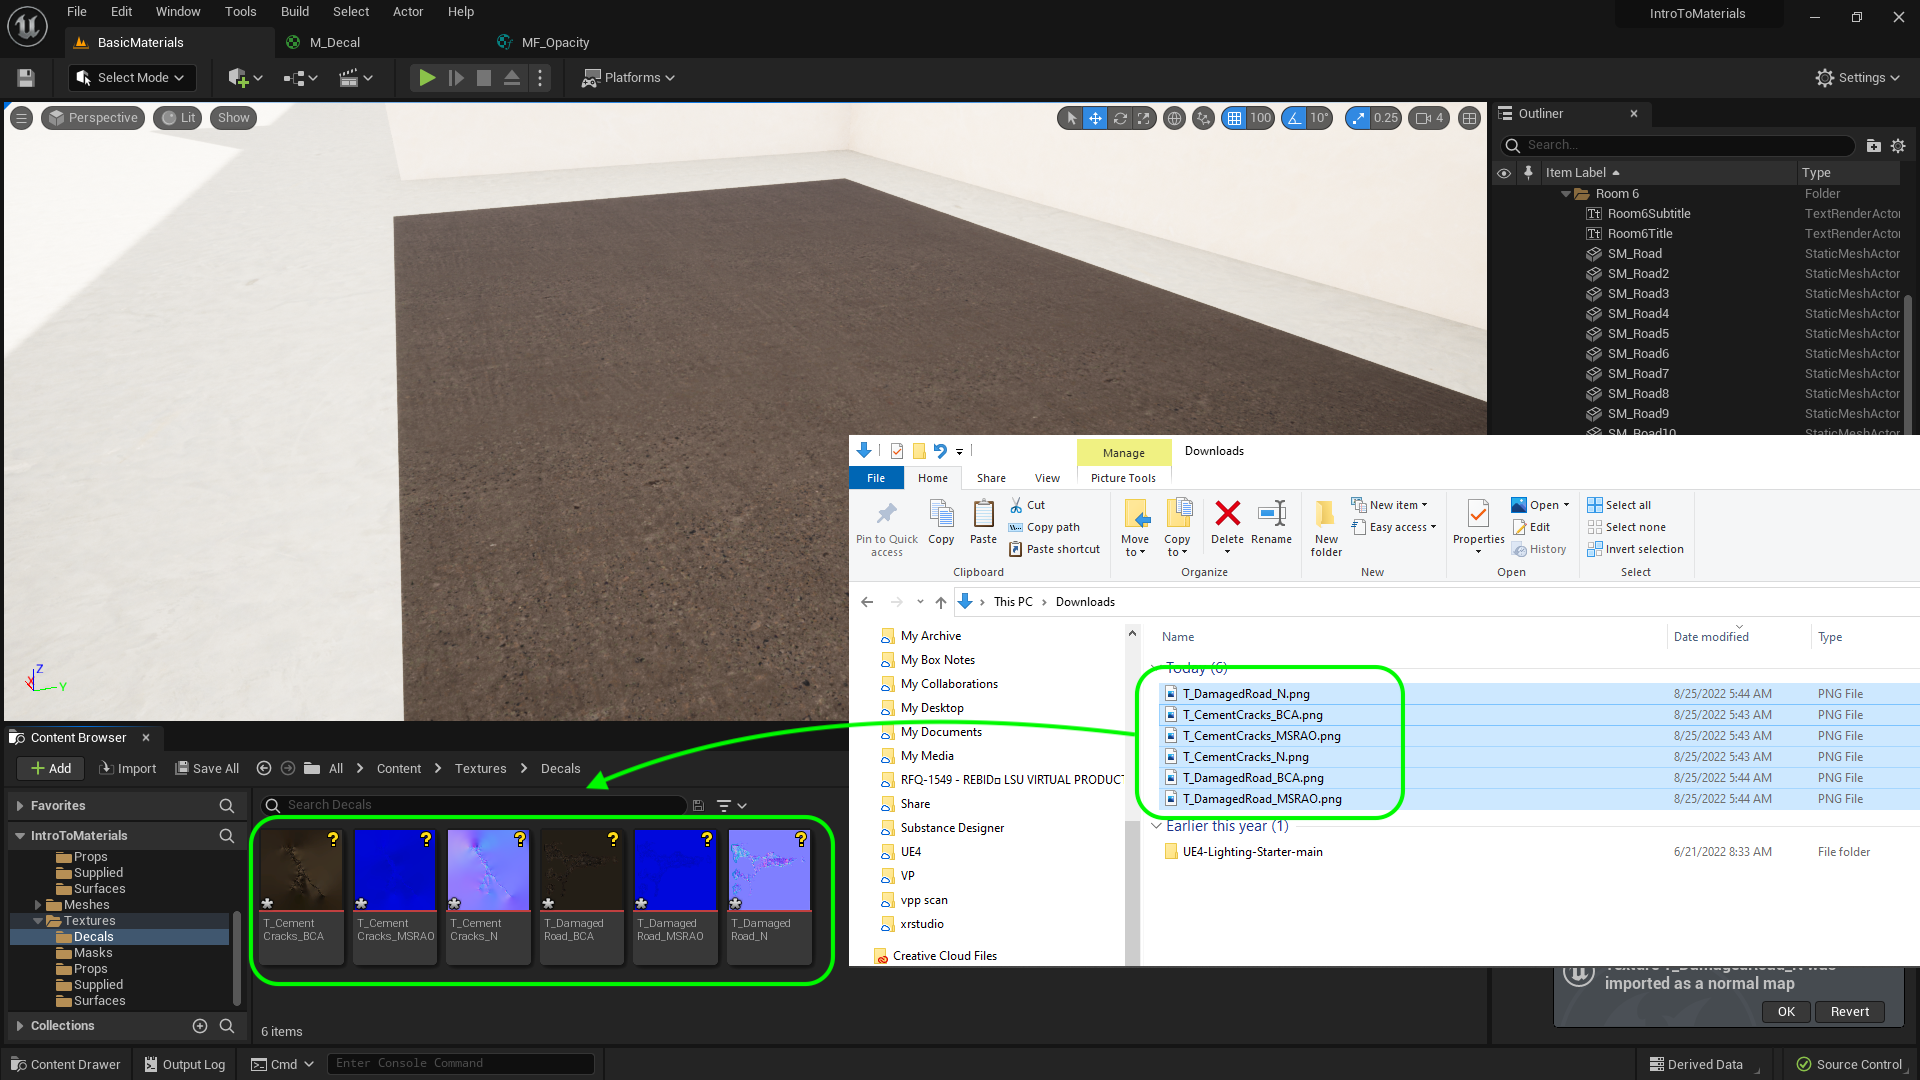 File Edit Window Tools Build Select Actor Help
IntroToMaterials
BasicMaterials M_Decal MF_Opacity
Select Mode Platforms Settings
Perspective Lit Show 100 10° 0.25 4
Outliner
Search...
Item Label Type
Room 6 Folder
Room6Subtitle TextRenderActor
Room6Title TextRenderActor
SM_Road StaticMeshActor
SM_Road2 StaticMeshActor
SM_Road3 StaticMeshActor
SM_Road4 StaticMeshActor
SM_Road5 StaticMeshActor
SM_Road6 StaticMeshActor
SM_Road7 StaticMeshActor
SM_Road8 StaticMeshActor
SM_Road9 StaticMeshActor
SM_Road10 StaticMeshActor
Manage Downloads
File Home Share View Picture Tools
Pin to Quick access
Copy
Paste
Cut
Copy path
Paste shortcut
Clipboard
Move to
Copy to
Delete
Rename
Organize
New folder
New item
Easy access
New
Properties
Open
Edit
History
Open
Select all
Select none
Invert selection
Select
This PC Downloads
My Archive
My Box Notes
My Collaborations
My Desktop
My Documents
My Media
RFQ-1549 - REBIDα LSU VIRTUAL PRODUCT
Share
Substance Designer
UE4
VP
vpp scan
xrstudio
Creative Cloud Files
Name Date modified Type
Today (6)
T_DamagedRoad_N.png 8/25/2022 5:44 AM PNG File
T_CementCracks_BCA.png 8/25/2022 5:43 AM PNG File
T_CementCracks_MSRAO.png 8/25/2022 5:43 AM PNG File
T_CementCracks_N.png 8/25/2022 5:43 AM PNG File
T_DamagedRoad_BCA.png 8/25/2022 5:44 AM PNG File
T_DamagedRoad_MSRAO.png 8/25/2022 5:44 AM PNG File
Earlier this year (1)
UE4-Lighting-Starter-main 6/21/2022 8:33 AM File folder
Z
X
Y
Content Browser
Add Import Save All All Content Textures Decals
Favorites
Search Decals
IntroToMaterials
Props
Supplied
Surfaces
Meshes
Textures
Decals
Masks
Props
Supplied
Surfaces
Collections
T_Cement
Cracks_BCA
T_Cement
Cracks_MSRAO
T_Cement
Cracks_N
T_Damaged
Road_BCA
T_Damaged
Road_MSRAO
T_Damaged
Road_N
6 items
Texture T_DamagedRoad_N was
imported as a normal map
OK Revert
Content Drawer Output Log Cmd Enter Console Command Derived Data Source Control